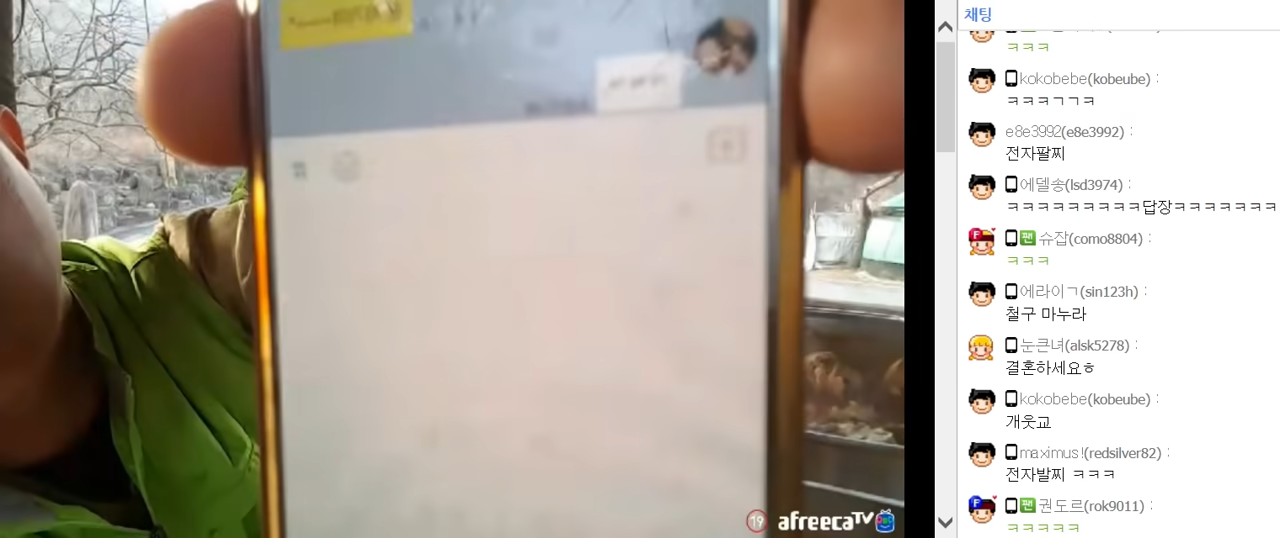 채팅
ㅋㅋㅋ
kokobebe(kobeube) :
ㅋㅋㅋㄱㄱㅋ
e8e3992(e8e3992) :
전자팔찌
에델송(lsd3974) :
ㅋㅋㅋㅋㅋㅋㅋㅋㅋ답장ㅋㅋㅋㅋㅋㅋㅋ
팬 슈잡(como8804) :
ㅋㅋㅋ
에라이ㄱ(sin123h) :
철구 마누라
눈큰녀(alsk5278) :
결혼하세요ㅎ
kokobebe(kobeube) :
개웃교
maximus!(redsilver82) :
전자발찌 ㅋㅋㅋ
팬 권도르(rok9011) :
ㅋㅋㅋㅋㅋ
19 afreecaTV